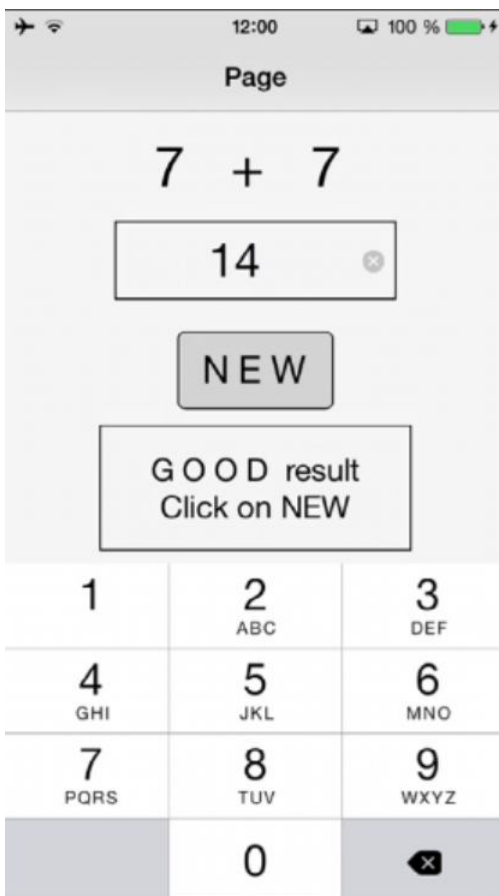 12:00 100 %
Page
7 + 7
14
NEW
GOOD result
Click on NEW
1 2 3
ABC DEF
4 5 6
GHI JKL MNO
7 8 9
PQRS TUV WXYZ
0